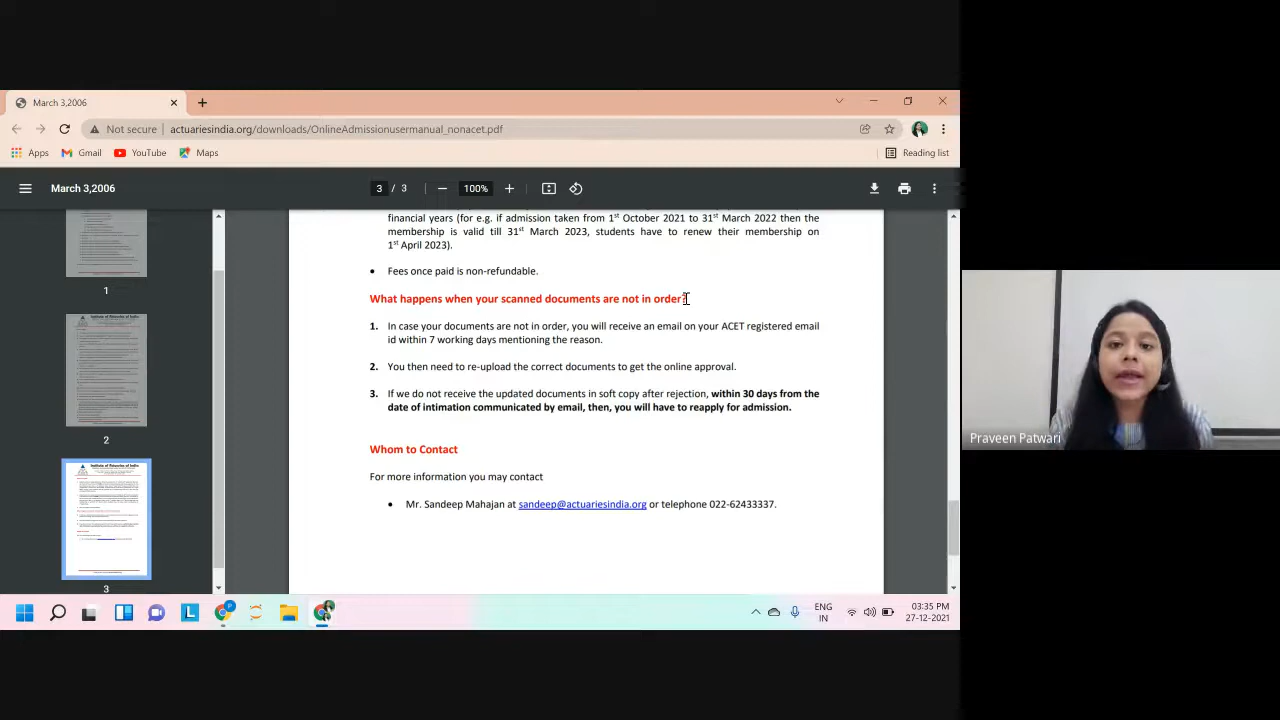 March 3,2006
Not secure
actuariesindia.org/downloads/OnlineAdmissionusermanual_nonacet.pdf
Apps
Gmail
YouTube
Maps
Reading list
March 3,2006
3 / 3
100%
financial years (for e.g. if admission taken from 1st October 2021 to 31st March 2022 then the
membership is valid till 31st March 2023, students have to renew their membership on
1st April 2023).
• Fees once paid is non-refundable.
What happens when your scanned documents are not in order?
1. In case your documents are not in order, you will receive an email on your ACET registered email
id within 7 working days mentioning the reason.
2. You then need to re-upload the correct documents to get the online approval.
3. If we do not receive the updated documents in soft copy after rejection, within 30 days from the
date of intimation communicated by email, then, you will have to reapply for admission.
Whom to Contact
For more information you may contact
• Mr. Sandeep Mahajan at sandeep@actuariesindia.org or telephone 022-62433337.
1
2
Institute of Actuaries of India
3
Praveen Patwari
ENG
IN
03:35 PM
27-12-2021